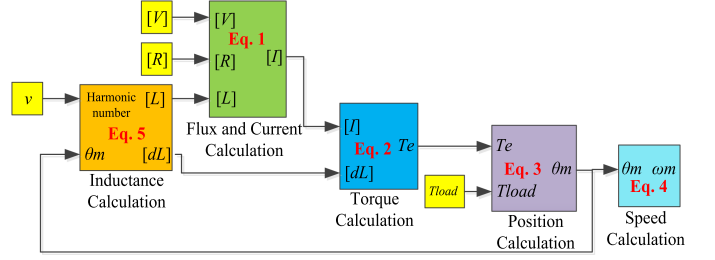 [V]
[V]
Eq. 1
[R]
[R]
[I]
[L]
Flux and Current
Calculation
v
Harmonic
number
[L]
Eq. 5
θm
[dL]
Inductance
Calculation
[I]
Eq. 2
Te
[dL]
Torque
Calculation
Tload
Te
Eq. 3
θm
Tload
Position
Calculation
θm
ωm
Eq. 4
Speed
Calculation